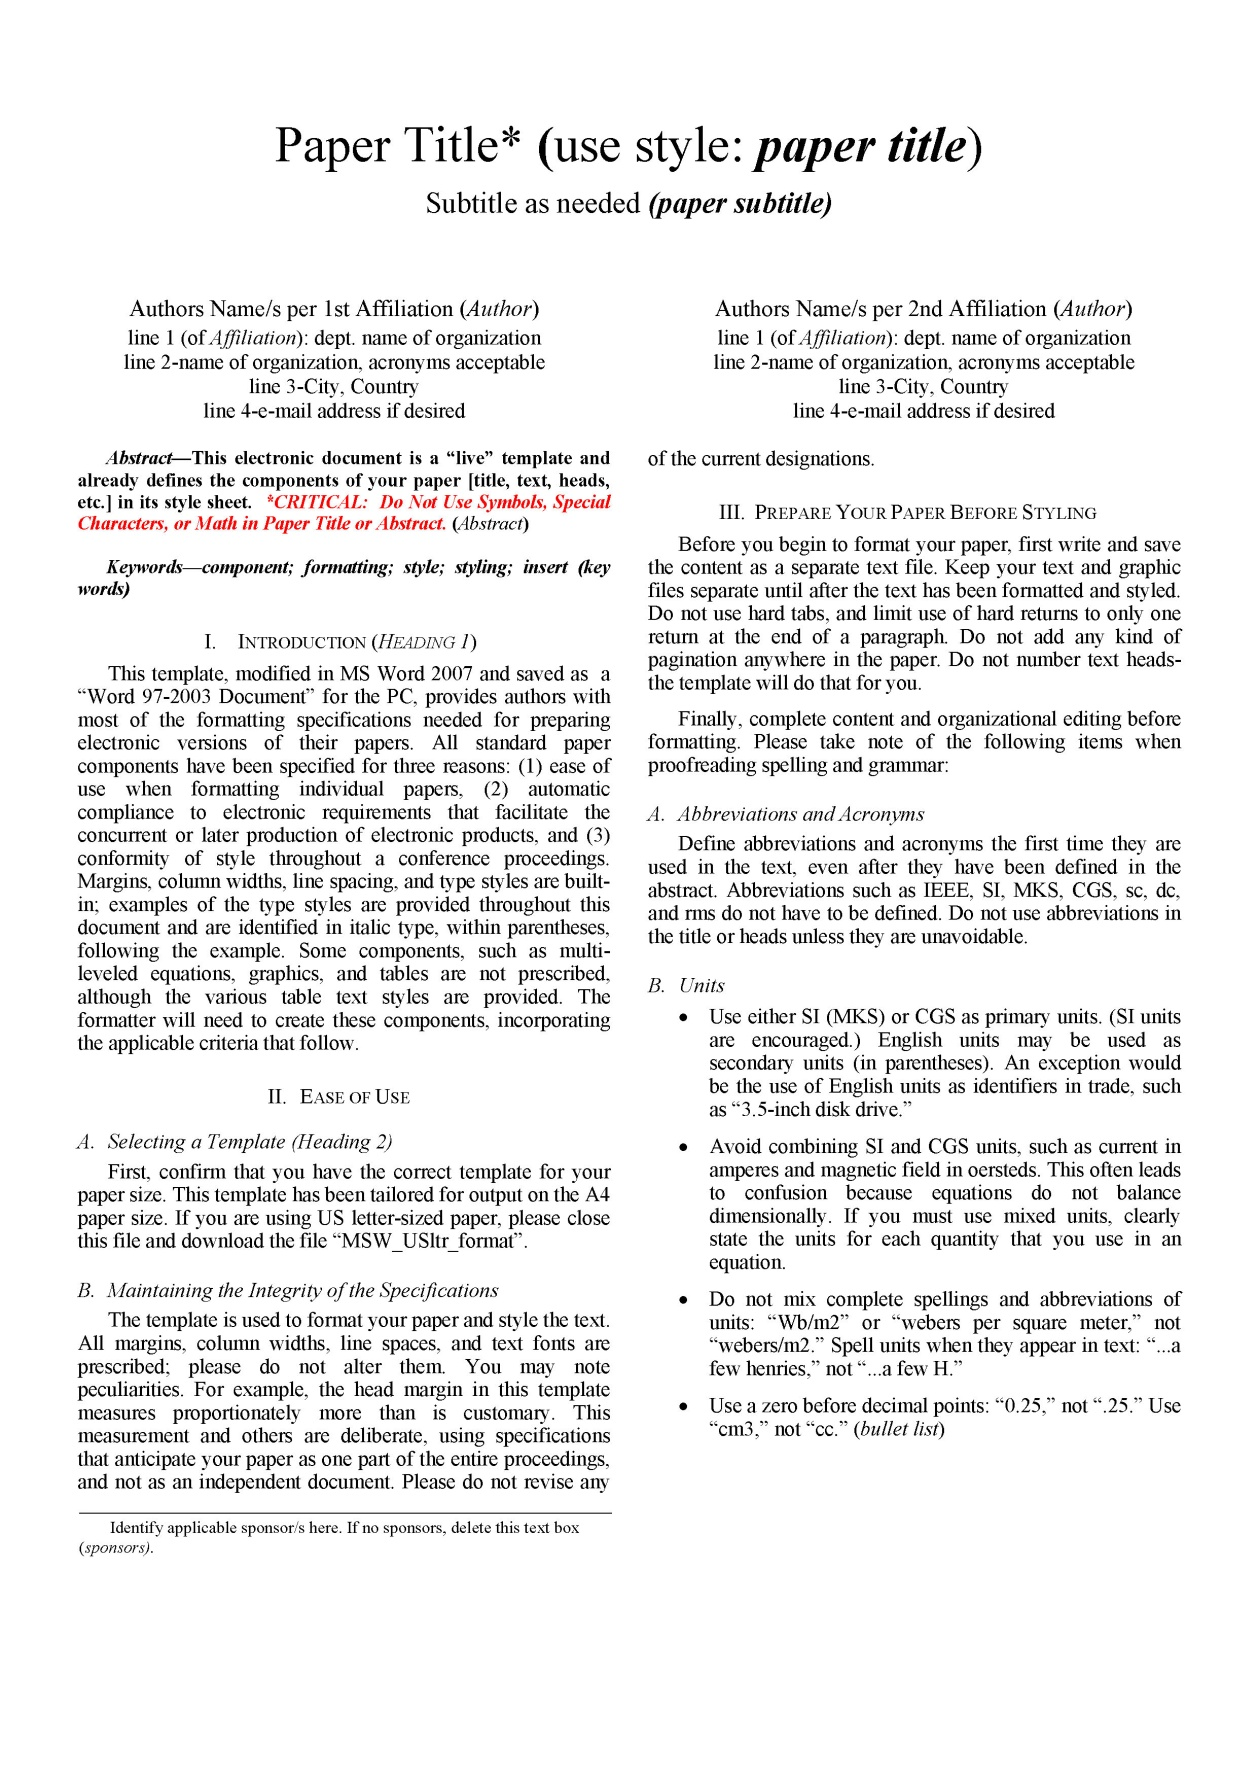 Paper Title* (use style: paper title)
Subtitle as needed (paper subtitle)
Authors Name/s per 1st Affiliation (Author)
line 1 (of Affiliation): dept. name of organization
line 2-name of organization, acronyms acceptable
line 3-City, Country
line 4-e-mail address if desired
Authors Name/s per 2nd Affiliation (Author)
line 1 (of Affiliation): dept. name of organization
line 2-name of organization, acronyms acceptable
line 3-City, Country
line 4-e-mail address if desired
Abstract—This electronic document is a “live” template and
already defines the components of your paper [title, text, heads,
etc.] in its style sheet. *CRITICAL: Do Not Use Symbols, Special
Characters, or Math in Paper Title or Abstract. (Abstract)
Keywords—component; formatting; style; styling; insert (key
words)
I. INTRODUCTION (HEADING 1)
This template, modified in MS Word 2007 and saved as a
“Word 97-2003 Document” for the PC, provides authors with
most of the formatting specifications needed for preparing
electronic versions of their papers. All standard paper
components have been specified for three reasons: (1) ease of
use when formatting individual papers, (2) automatic
compliance to electronic requirements that facilitate the
concurrent or later production of electronic products, and (3)
conformity of style throughout a conference proceedings.
Margins, column widths, line spacing, and type styles are built-
in; examples of the type styles are provided throughout this
document and are identified in italic type, within parentheses,
following the example. Some components, such as multi-
leveled equations, graphics, and tables are not prescribed,
although the various table text styles are provided. The
formatter will need to create these components, incorporating
the applicable criteria that follow.
II. EASE OF USE
A. Selecting a Template (Heading 2)
First, confirm that you have the correct template for your
paper size. This template has been tailored for output on the A4
paper size. If you are using US letter-sized paper, please close
this file and download the file “MSW_USltr_format”.
B. Maintaining the Integrity of the Specifications
The template is used to format your paper and style the text.
All margins, column widths, line spaces, and text fonts are
prescribed; please do not alter them. You may note
peculiarities. For example, the head margin in this template
measures proportionately more than is customary. This
measurement and others are deliberate, using specifications
that anticipate your paper as one part of the entire proceedings,
and not as an independent document. Please do not revise any
Identify applicable sponsor/s here. If no sponsors, delete this text box
(sponsors).
of the current designations.
III. PREPARE YOUR PAPER BEFORE STYLING
Before you begin to format your paper, first write and save
the content as a separate text file. Keep your text and graphic
files separate until after the text has been formatted and styled.
Do not use hard tabs, and limit use of hard returns to only one
return at the end of a paragraph. Do not add any kind of
pagination anywhere in the paper. Do not number text heads-
the template will do that for you.
Finally, complete content and organizational editing before
formatting. Please take note of the following items when
proofreading spelling and grammar:
A. Abbreviations and Acronyms
Define abbreviations and acronyms the first time they are
used in the text, even after they have been defined in the
abstract. Abbreviations such as IEEE, SI, MKS, CGS, sc, dc,
and rms do not have to be defined. Do not use abbreviations in
the title or heads unless they are unavoidable.
B. Units
• Use either SI (MKS) or CGS as primary units. (SI units
are encouraged.) English units may be used as
secondary units (in parentheses). An exception would
be the use of English units as identifiers in trade, such
as “3.5-inch disk drive.”
• Avoid combining SI and CGS units, such as current in
amperes and magnetic field in oersteds. This often leads
to confusion because equations do not balance
dimensionally. If you must use mixed units, clearly
state the units for each quantity that you use in an
equation.
• Do not mix complete spellings and abbreviations of
units: “Wb/m2” or “webers per square meter,” not
“webers/m2.” Spell units when they appear in text: “...a
few henries,” not “...a few H.”
• Use a zero before decimal points: “0.25,” not “.25.” Use
“cm3,” not “cc.” (bullet list)